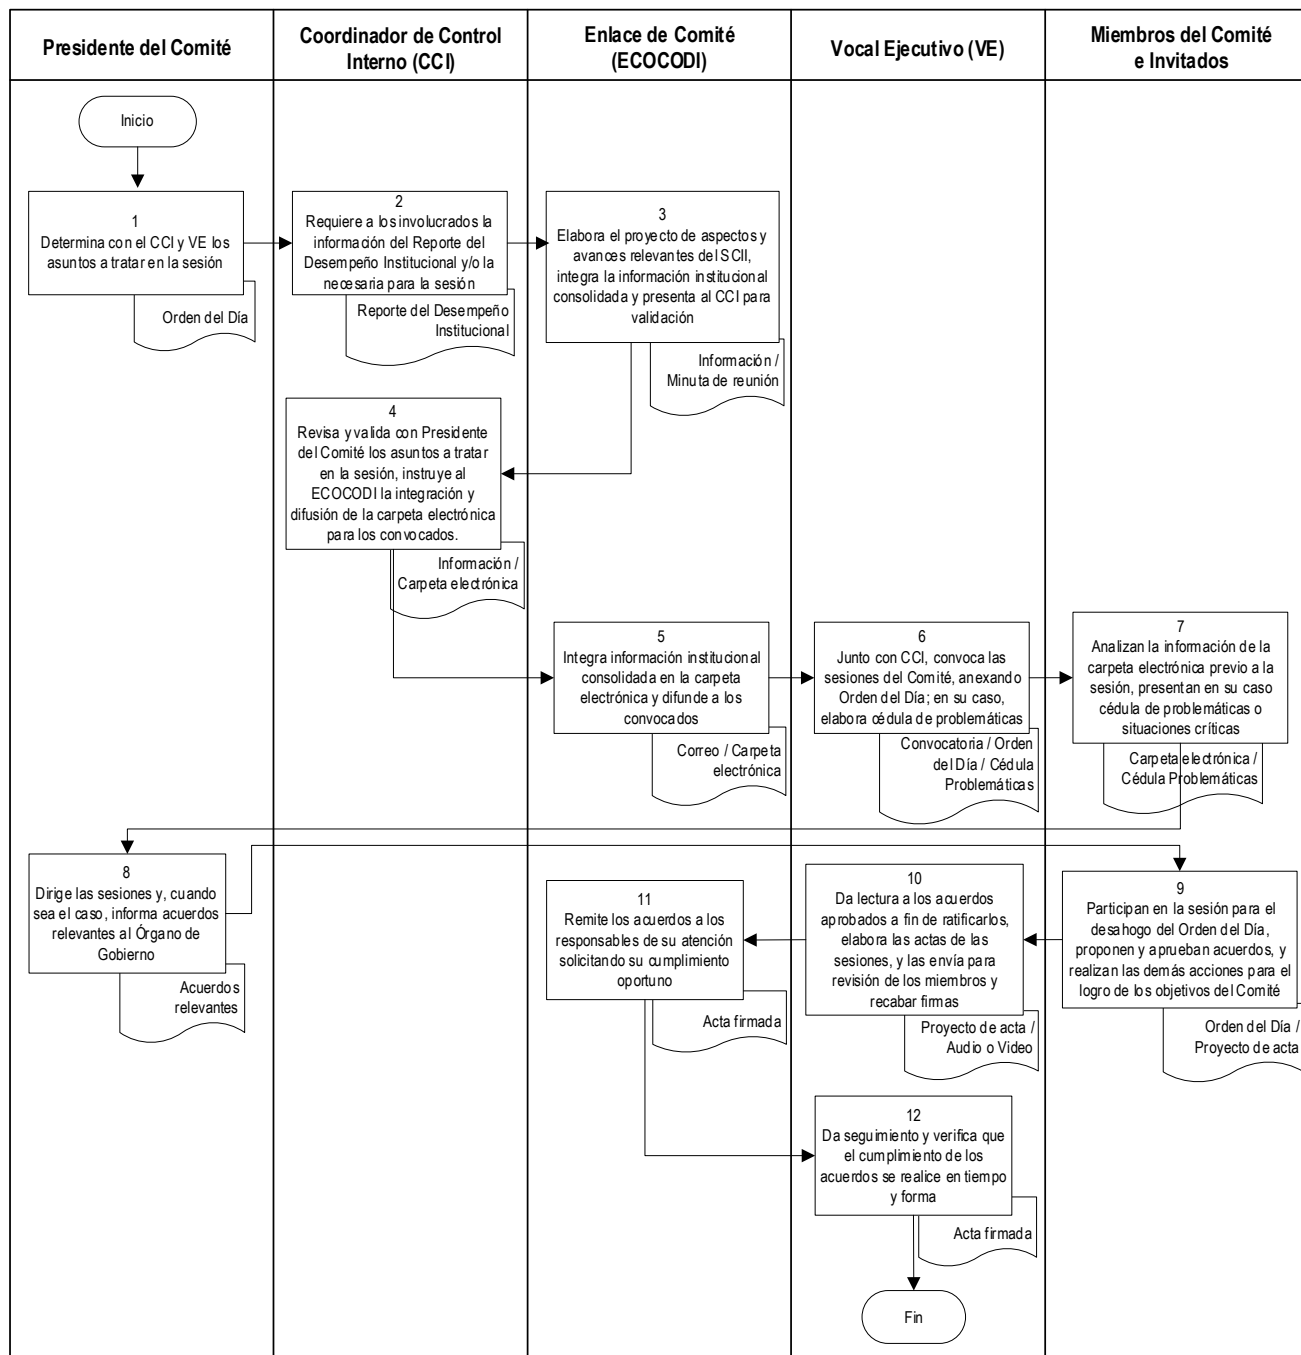 Presidente del Comité
Coordinador de Control
Interno (CCI)
Enlace de Comité
(ECOCODI)
Vocal Ejecutivo (VE)
Miembros del Comité
e Invitados
Inicio
1
Determina con el CCI y VE los
asuntos a tratar en la sesión
Orden del Día
2
Requiere a los involucrados la
información del Reporte del
Desempeño Institucional y/o la
necesaria para la sesión
Reporte del Desempeño
Institucional
3
Elabora el proyecto de aspectos y
avances relevantes del SCII,
integra la información institucional
consolidada y presenta al CCI para
validación
Información /
Minuta de reunión
4
Revisa y valida con Presidente
del Comité los asuntos a tratar
en la sesión, instruye al
ECOCODI la integración y
difusión de la carpeta electrónica
para los convocados.
Información /
Carpeta electrónica
5
Integra información institucional
consolidada en la carpeta
electrónica y difunde a los
convocados
Correo / Carpeta
electrónica
6
Junto con CCI, convoca las
sesiones del Comité, anexando
Orden del Día; en su caso,
elabora cédula de problemáticas
Convocatoria / Orden
del Día / Cédula
Problemáticas
7
Analizan la información de la
carpeta electrónica previo a la
sesión, presentan en su caso
cédula de problemáticas o
situaciones críticas
Carpeta electrónica /
Cédula Problemáticas
8
Dirige las sesiones y, cuando
sea el caso, informa acuerdos
relevantes al Órgano de
Gobierno
Acuerdos
relevantes
9
Participan en la sesión para el
desahogo del Orden del Día,
proponen y aprueban acuerdos, y
realizan las demás acciones para el
logro de los objetivos del Comité
Orden del Día /
Proyecto de acta
10
Da lectura a los acuerdos
aprobados a fin de ratificarlos,
elabora las actas de las
sesiones, y las envía para
revisión de los miembros y
recabar firmas
Proyecto de acta /
Audio o Video
11
Remite los acuerdos a los
responsables de su atención
solicitando su cumplimiento
oportuno
Acta firmada
12
Da seguimiento y verifica que
el cumplimiento de los
acuerdos se realice en tiempo
y forma
Acta firmada
Fin